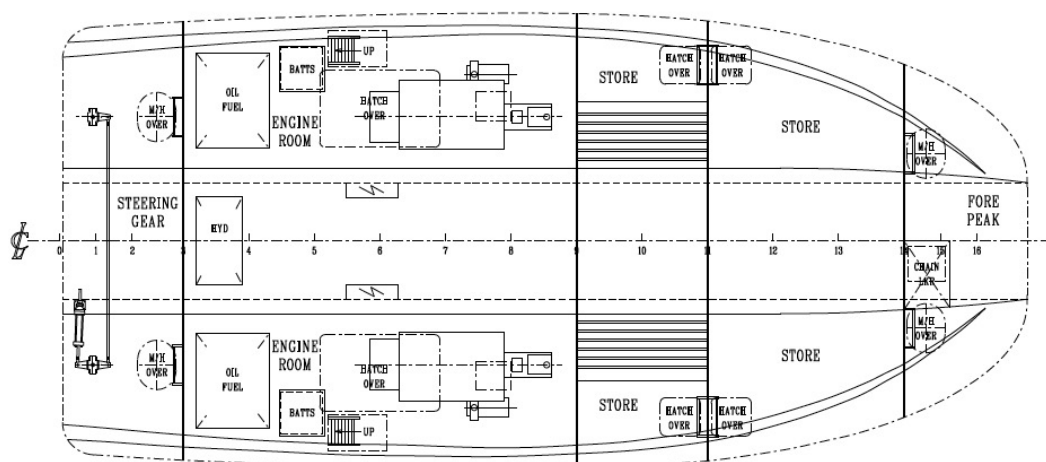 UP
BATTS
HATCH
OVER
HATCH
OVER
STORE
OIL
FUEL
HATCH
OVER
M/H
OVER
ENGINE
ROOM
STORE
M/H
OVER
STEERING
GEAR
HYD
FORE
PEAK
0 1 2 3 4 5 6 7 8 9 10 11 12 13 14 15 16
CHAIN
LKR
M/H
OVER
ENGINE
ROOM
M/H
OVER
OIL
FUEL
HATCH
OVER
STORE
BATTS
UP
STORE
HATCH
OVER
HATCH
OVER